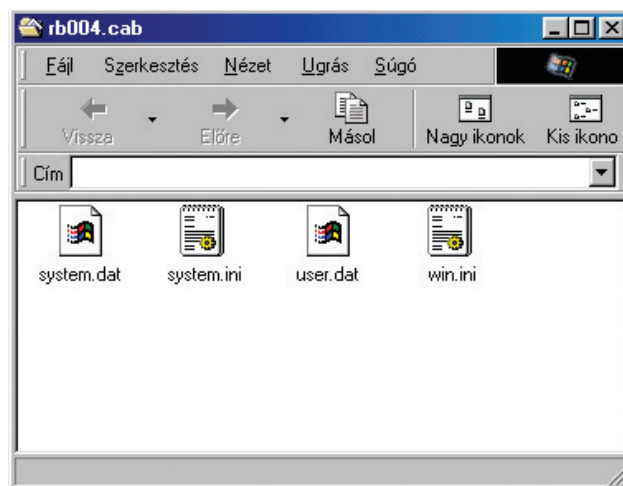 rb004.cab
Fájl Szerkesztés Nézet Ugrás Súgó
Vissza Előre Másol Nagy ikonok Kis ikono
Cím
system.dat system.ini user.dat win.ini